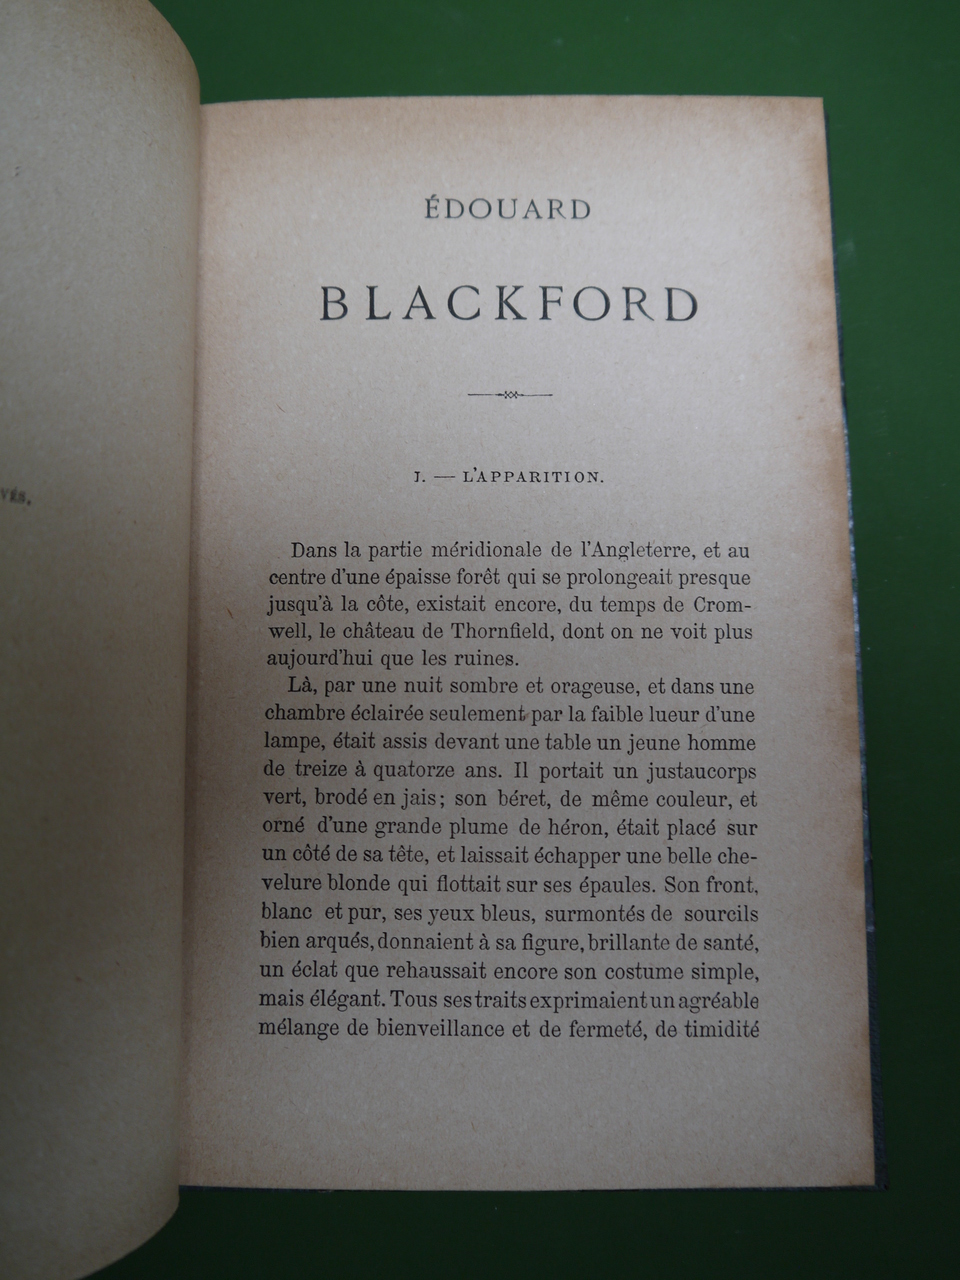 VÉS.
ÉDOUARD
BLACKFORD
I. — L'APPARITION.
Dans la partie méridionale de l'Angleterre, et au
centre d'une épaisse forêt qui se prolongeait presque
jusqu'à la côte, existait encore, du temps de Crom-
well, le château de Thornfield, dont on ne voit plus
aujourd'hui que les ruines.
Là, par une nuit sombre et orageuse, et dans une
chambre éclairée seulement par la faible lueur d'une
lampe, était assis devant une table un jeune homme
de treize à quatorze ans. Il portait un justaucorps
vert, brodé en jais; son béret, de même couleur, et
orné d'une grande plume de héron, était placé sur
un côté de sa tête, et laissait échapper une belle che-
velure blonde qui flottait sur ses épaules. Son front,
blanc et pur, ses yeux bleus, surmontés de sourcils
bien arqués, donnaient à sa figure, brillante de santé,
un éclat que rehaussait encore son costume simple,
mais élégant. Tous ses traits exprimaient un agréable
mélange de bienveillance et de fermeté, de timidité